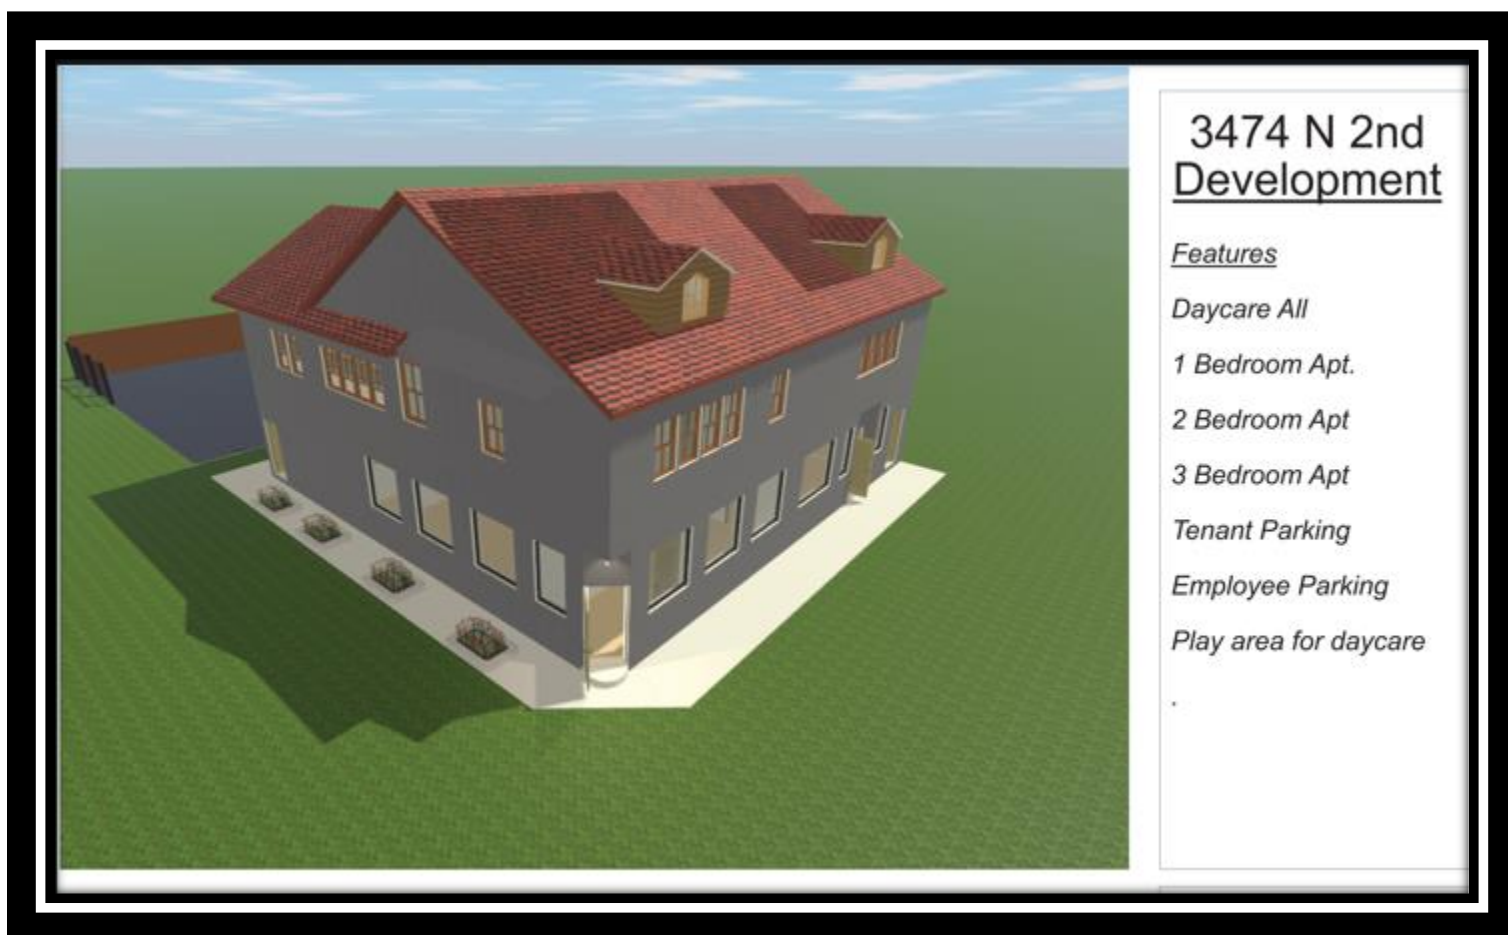 3474 N 2nd
Development
Features
Daycare All
1 Bedroom Apt.
2 Bedroom Apt
3 Bedroom Apt
Tenant Parking
Employee Parking
Play area for daycare
.